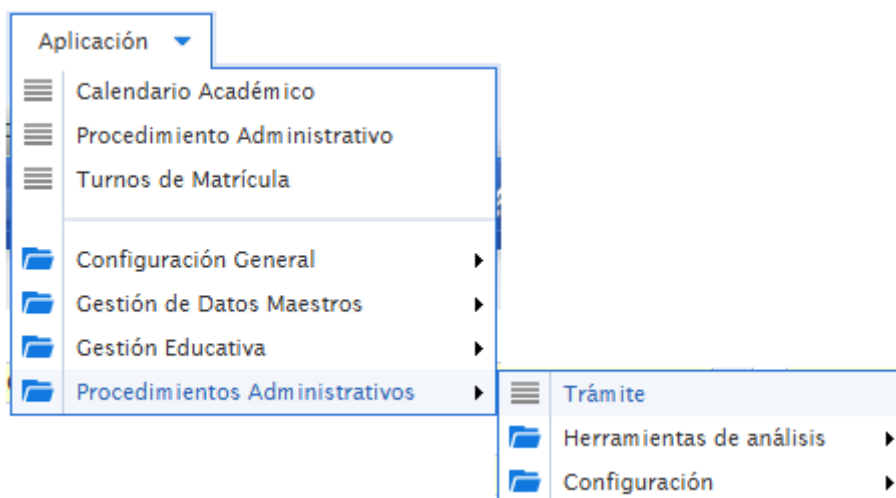 Aplicación
Calendario Académico
Procedimiento Administrativo
Turnos de Matrícula
Configuración General
Gestión de Datos Maestros
Gestión Educativa
Procedimientos Administrativos
Trámite
Herramientas de análisis
Configuración